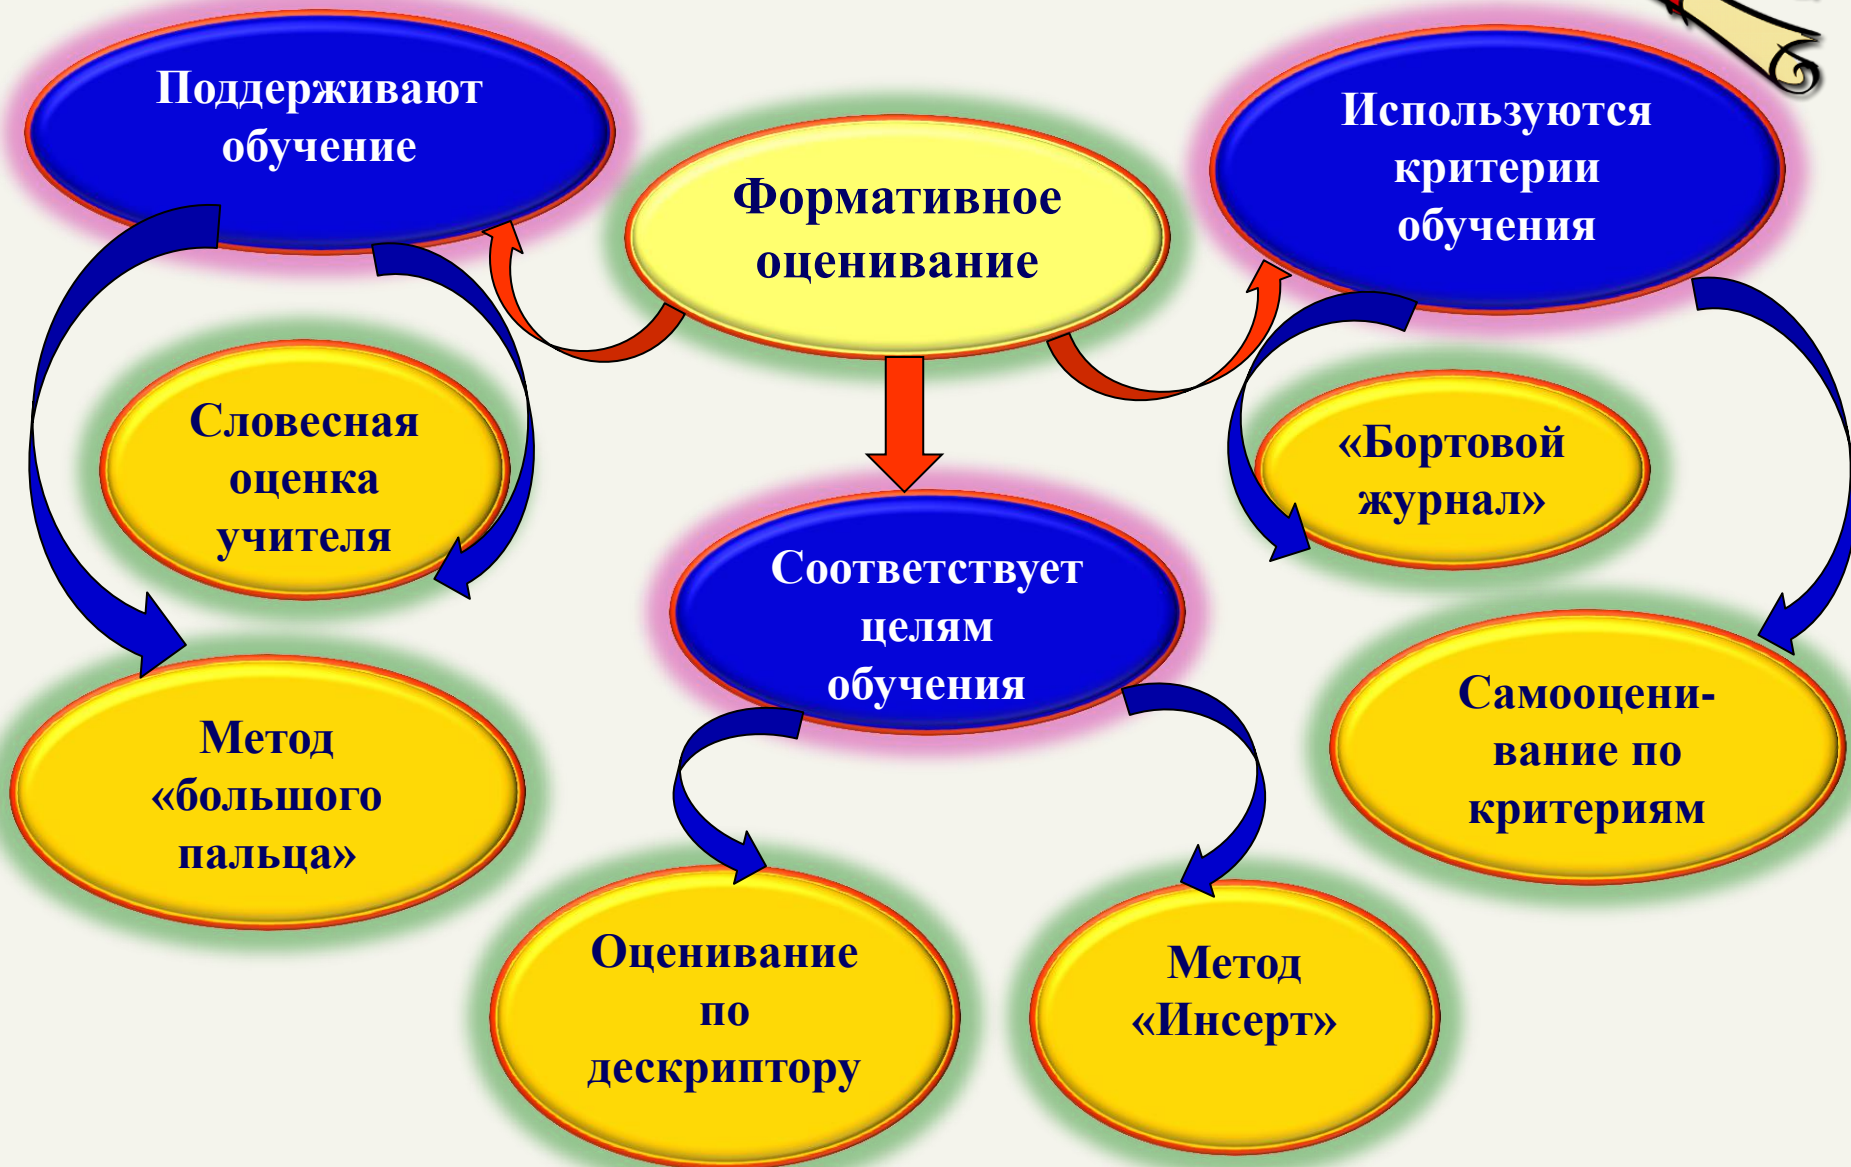 Поддерживают
обучение
Формативное
оценивание
Используются
критерии
обучения
Словесная
оценка
учителя
«Бортовой
журнал»
Соответствует
целям
обучения
Метод
«большого
пальца»
Самооцени-
вание по
критериям
Оценивание
по
дескриптору
Метод
«Инсерт»